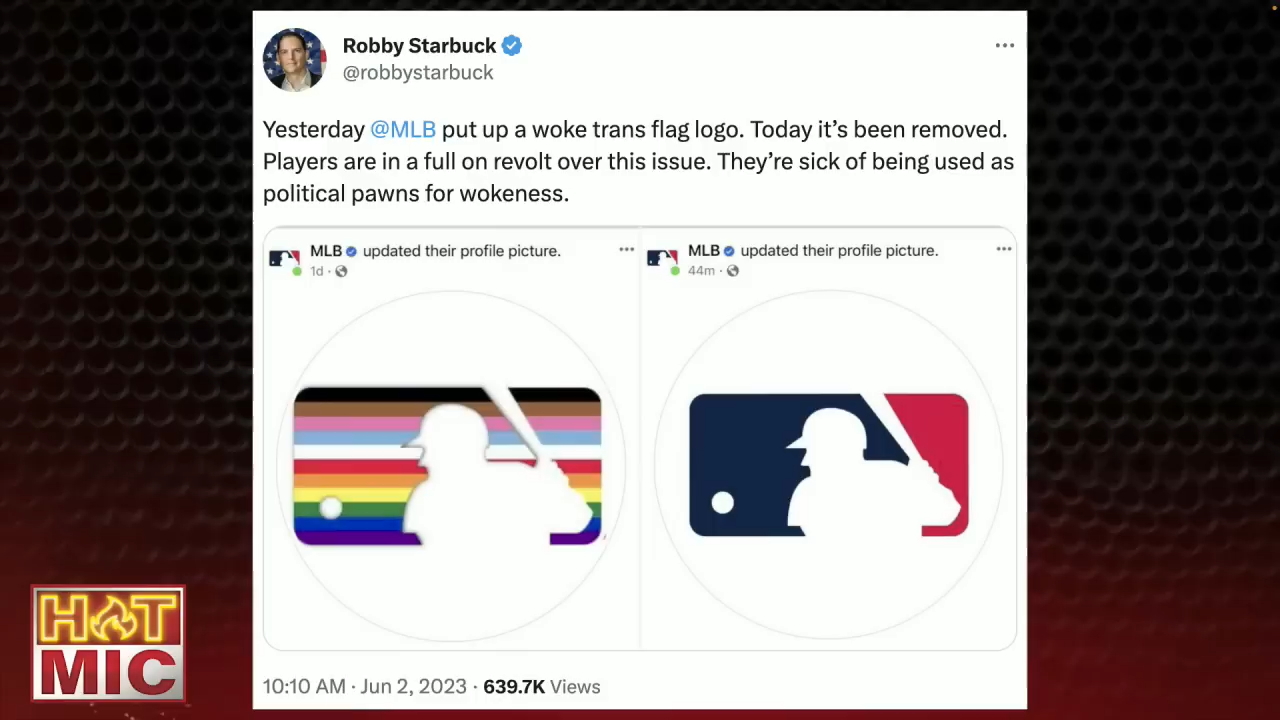 Robby Starbuck
@robbystarbuck
Yesterday @MLB put up a woke trans flag logo. Today it’s been removed.
Players are in a full on revolt over this issue. They’re sick of being used as
political pawns for wokeness.
MLB updated their profile picture.
1d ·
MLB updated their profile picture.
44m ·
10:10 AM · Jun 2, 2023 · 639.7K Views
HOT
MIC